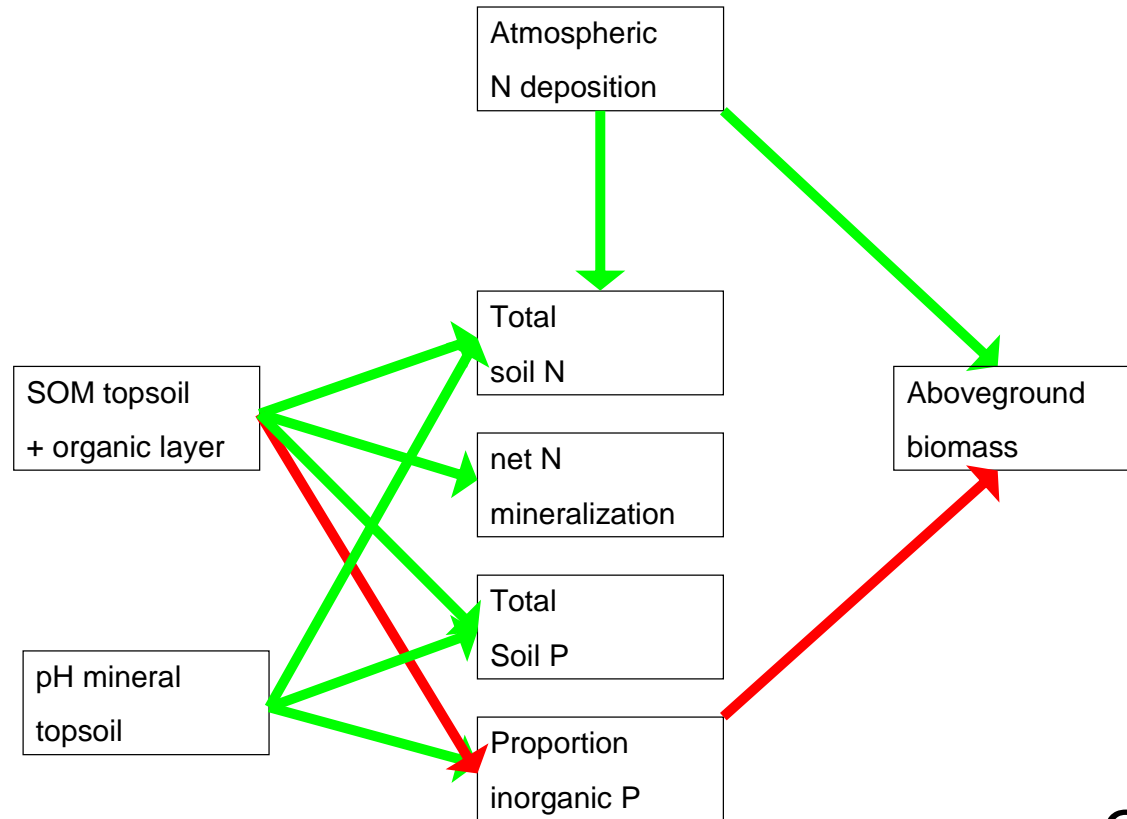 Atmospheric
N deposition
Total
soil N
SOM topsoil
+ organic layer
Aboveground
biomass
net N
mineralization
Total
Soil P
pH mineral
topsoil
Proportion
inorganic P